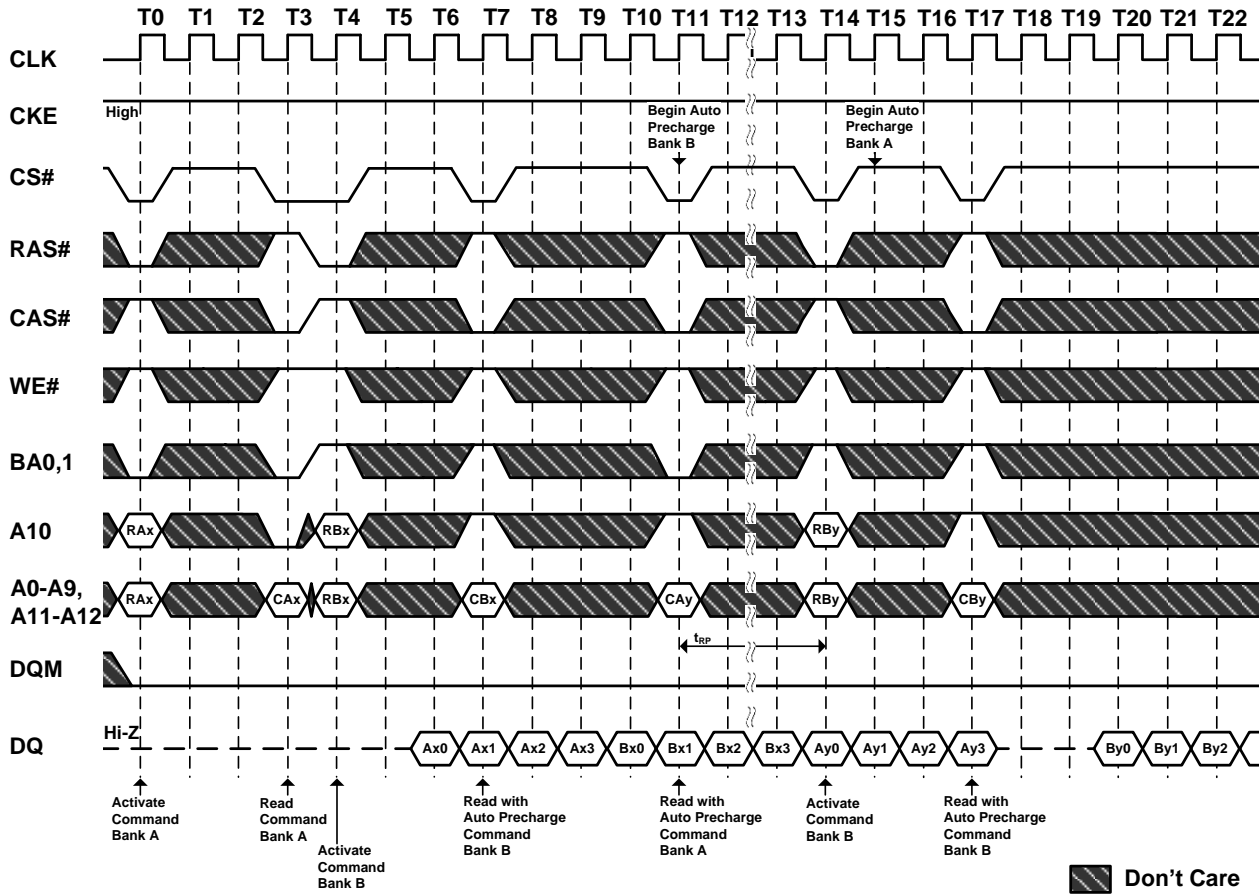 T0 T1 T2 T3 T4 T5 T6 T7 T8 T9 T10 T11 T12 T13 T14 T15 T16 T17 T18 T19 T20 T21 T22
CLK
CKE
High
Begin Auto
Precharge
Bank B
Begin Auto
Precharge
Bank A
CS#
RAS#
CAS#
WE#
BA0,1
A10
RAx RBx RBy
A0-A9,
A11-A12
RAx CAx RBx CBx CAy RBy CBy
tRP
DQM
Hi-Z
DQ
Ax0 Ax1 Ax2 Ax3 Bx0 Bx1 Bx2 Bx3 Ay0 Ay1 Ay2 Ay3 By0 By1 By2
Activate
Command
Bank A
Read
Command
Bank A
Activate
Command
Bank B
Read with
Auto Precharge
Command
Bank B
Read with
Auto Precharge
Command
Bank A
Activate
Command
Bank B
Read with
Auto Precharge
Command
Bank B
Don't Care